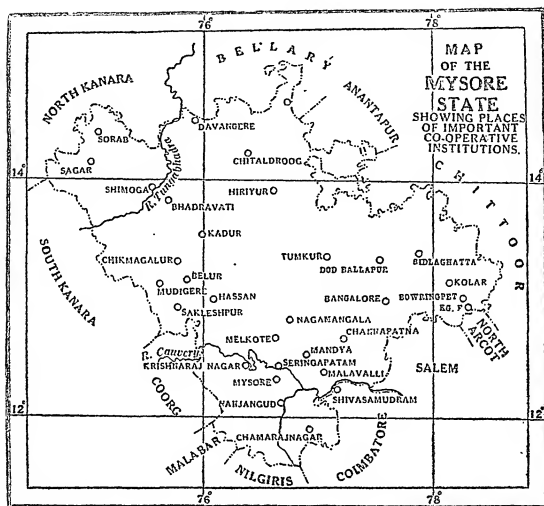 76
78
MAP
OF THE
MYSORE
STATE
SHOWING PLACES
OF IMPORTANT
CO-OPERATIVE
INSTITUTIONS.
BELLARY
NORTH KANARA
ANANTAPUR
CHITTOOR
DAVANGERE
SORAB
CHITALDROOG
SAGAR
14
14
SHIMOGA
HIRIYUR
R. Tungabhadra
BHADRAVATI
KADUR
SOUTH KANARA
CHIKMAGALUR
TUMKUR
DOD BALLAPUR
BIDLAGHATTA
BELUR
MUDIGERE
KOLAR
HASSAN
BANGALORE
BOWRINGPET
KG. F
SAKLESHPUR
NAGAMANGALA
NORTH
ARCOT
MELKOTE
CHANNAPATNA
R. Cauvery
MANDYA
SALEM
KRISHNARAJ NAGAR
SERINGAPATAM
MALAVALLI
MYSORE
COORG
SHIVASAMUDRAM
NANJANGUD
12°
12°
CHAMARAJNAGAR
MALABAR
NILGIRIS
COIMBATORE
76
78